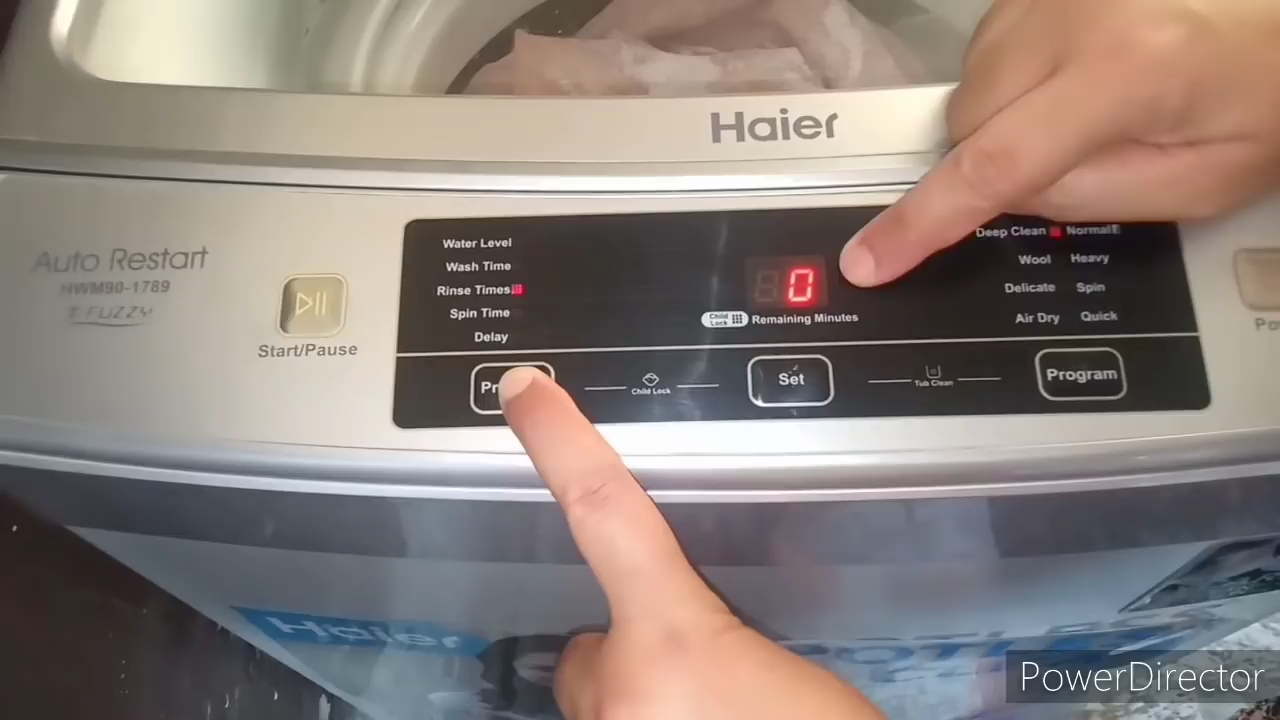 Haier
Auto Restart
HWM90-1789
FUZZY
Start/Pause
Water Level
Wash Time
Rinse Times
Spin Time
Delay
0
Child Lock
Remaining Minutes
Deep Clean
Normal
Wool
Heavy
Delicate
Spin
Air Dry
Quick
Child Lock
Set
Tub Clean
Program
Haier
PowerDirector